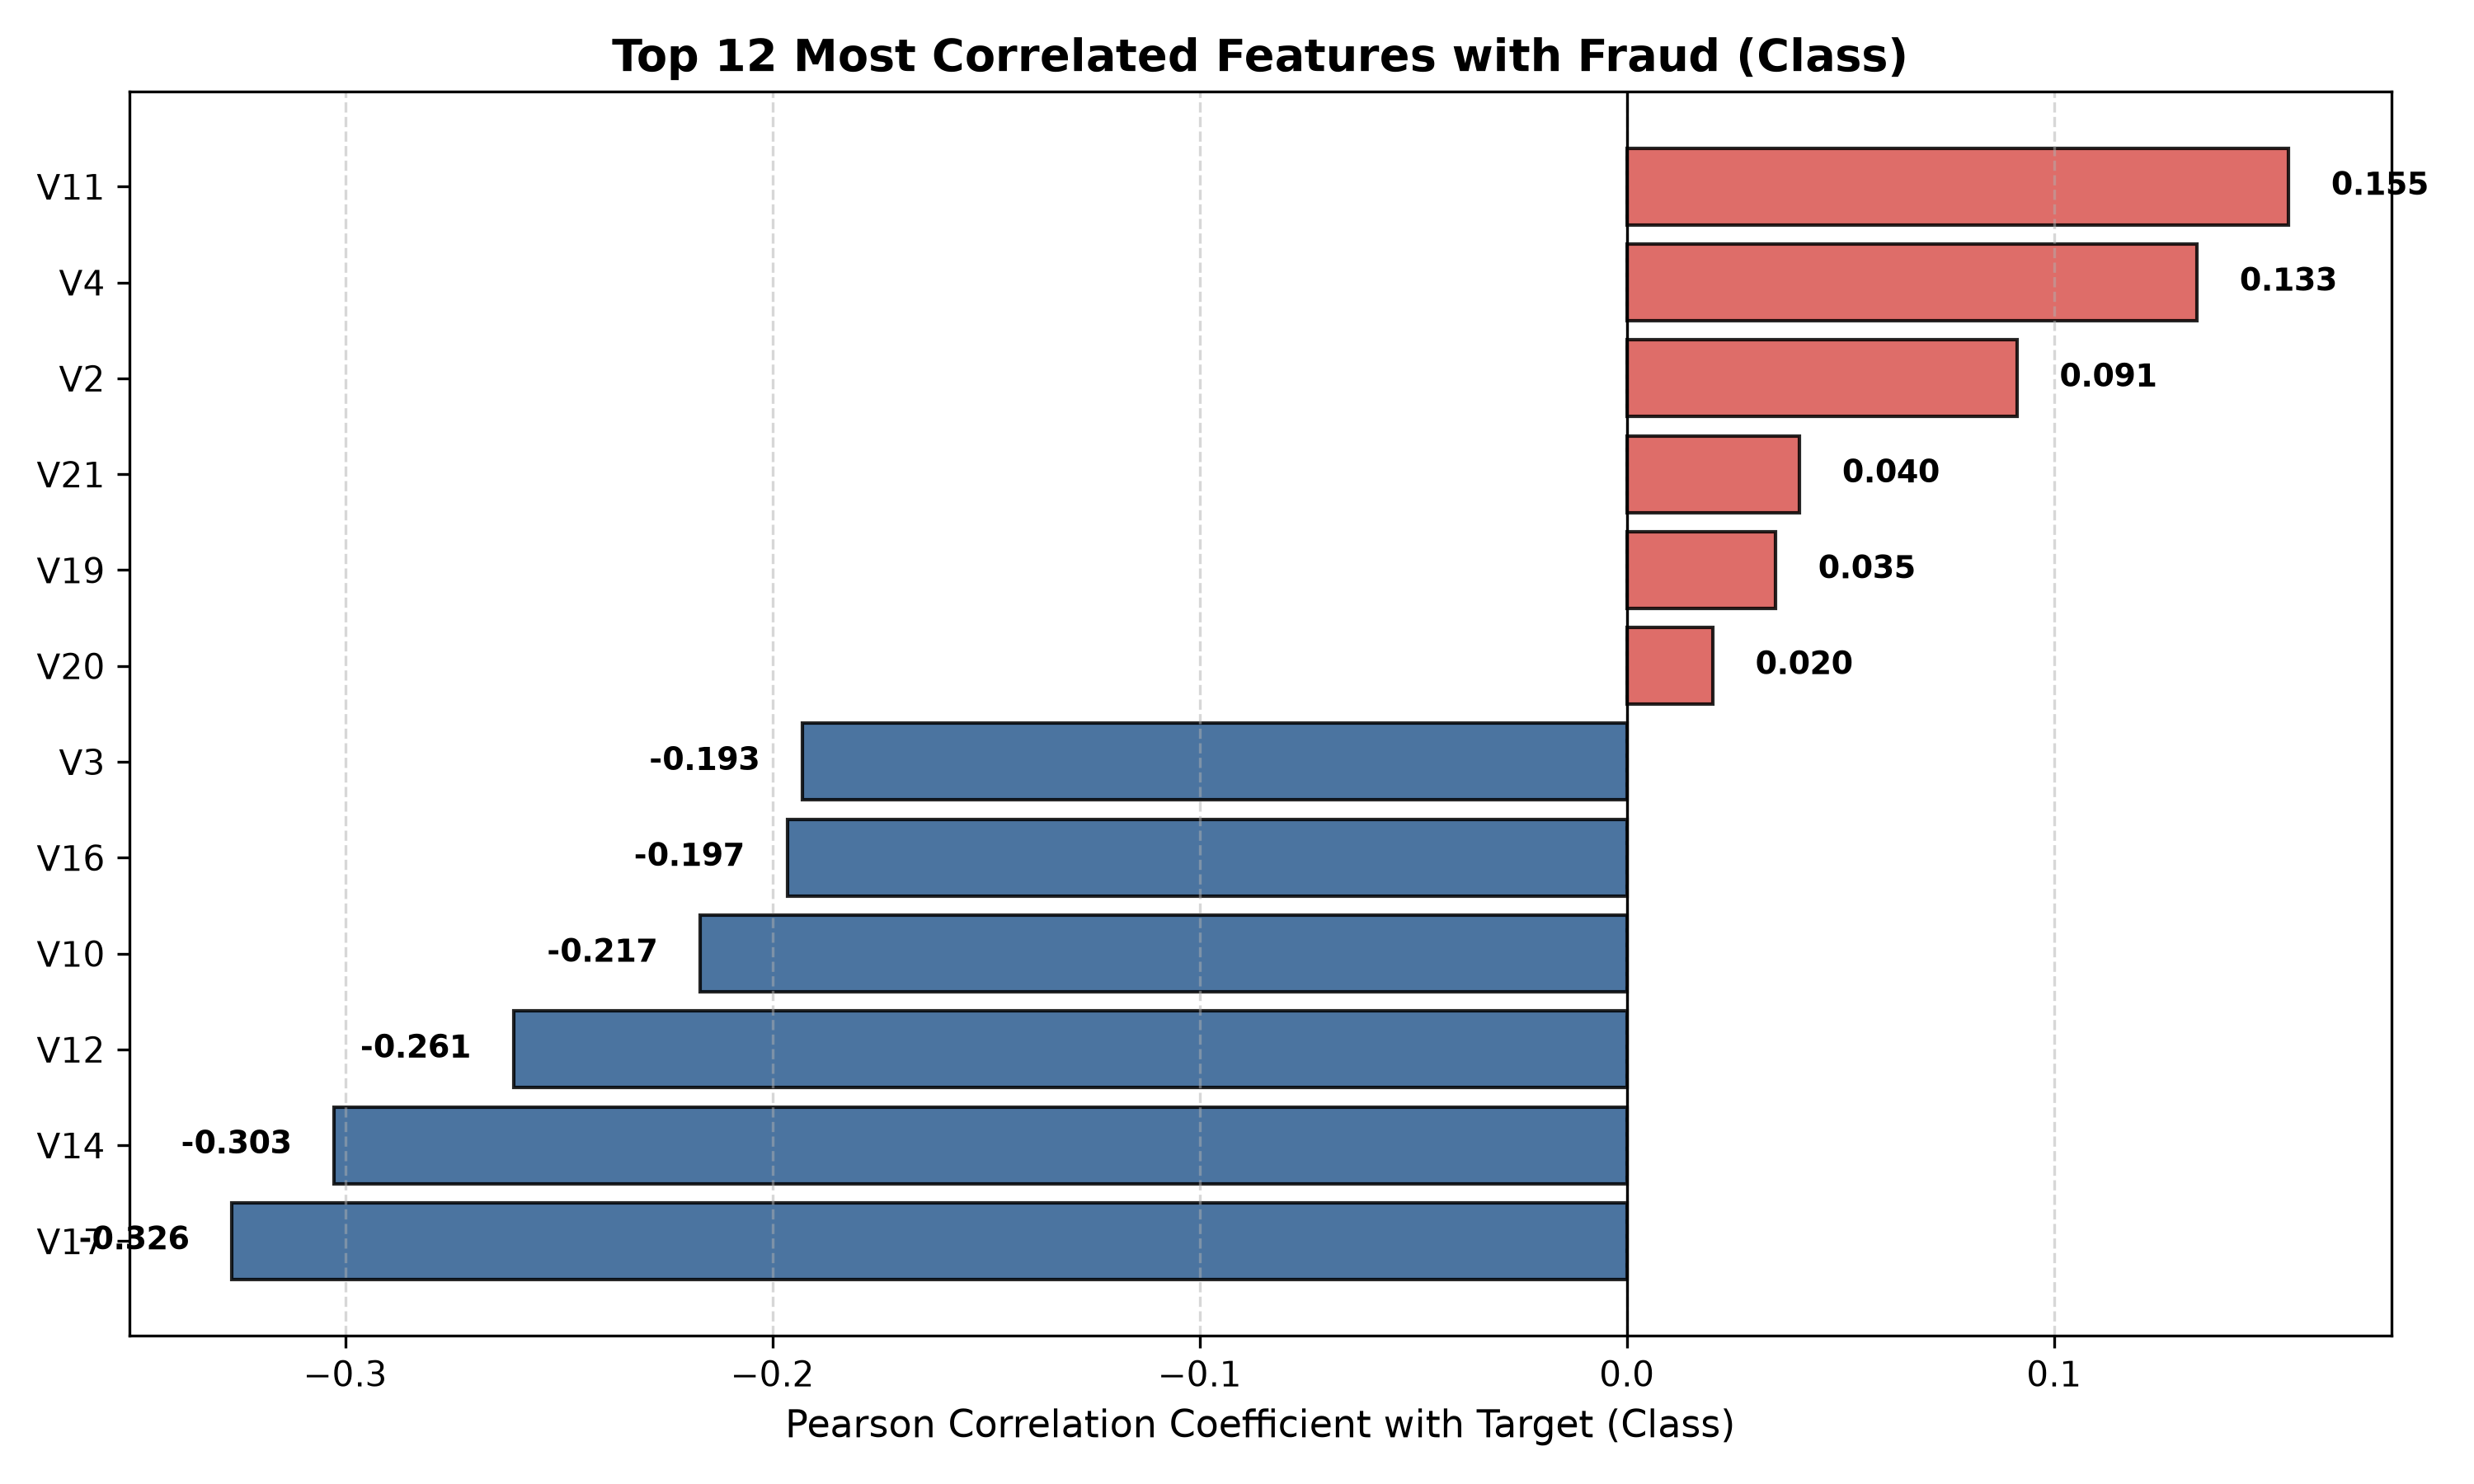 Top 12 Most Correlated Features with Fraud (Class)
V11 0.155
V4 0.133
V2 0.091
V21 0.040
V19 0.035
V20 0.020
V3 -0.193
V16 -0.197
V10 -0.217
V12 -0.261
V14 -0.303
V17 -0.326
−0.3 −0.2 −0.1 0.0 0.1
Pearson Correlation Coefficient with Target (Class)